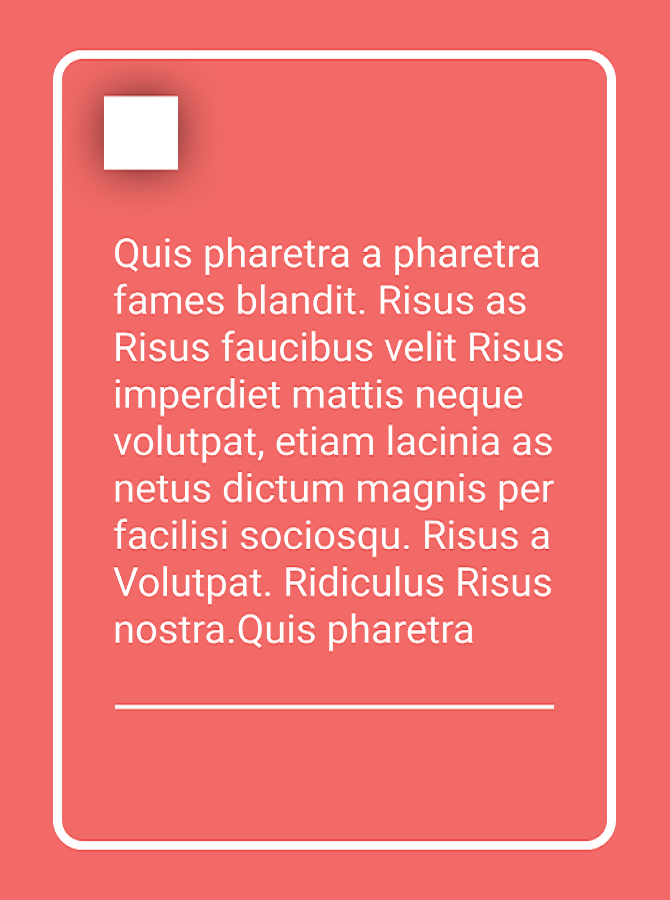 Quis pharetra a pharetra
fames blandit. Risus as
Risus faucibus velit Risus
imperdiet mattis neque
volutpat, etiam lacinia as
netus dictum magnis per
facilisi sociosqu. Risus a
Volutpat. Ridiculus Risus
nostra.Quis pharetra